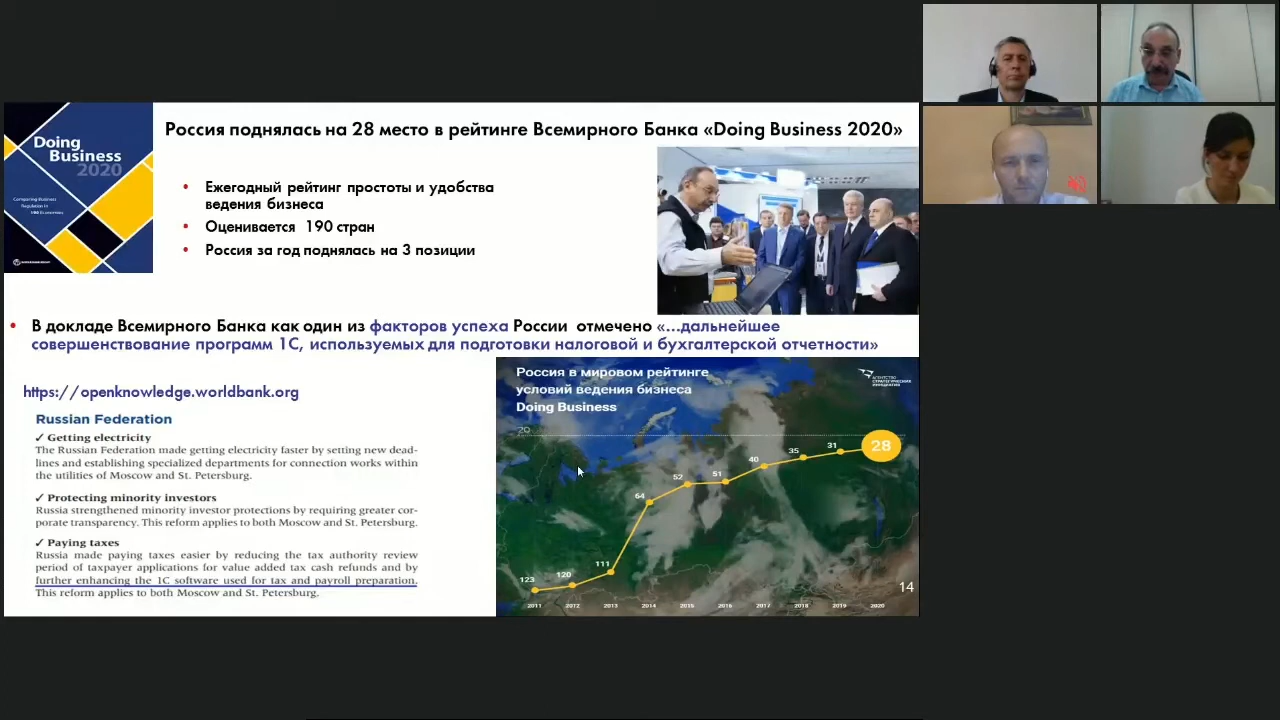 Россия поднялась на 28 место в рейтинге Всемирного Банка «Doing Business 2020»
Doing
Business
2020
Comparing Business
Regulation in
190 Economies
WORLD BANK GROUP
• Ежегодный рейтинг простоты и удобства
ведения бизнеса
• Оценивается 190 стран
• Россия за год поднялась на 3 позиции
• В докладе Всемирного Банка как один из факторов успеха России отмечено «...дальнейшее
совершенствование программ 1С, используемых для подготовки налоговой и бухгалтерской отчетности»
https://openknowledge.worldbank.org
Russian Federation
✓ Getting electricity
The Russian Federation made getting electricity faster by setting new dead-
lines and establishing specialized departments for connection works within
the utilities of Moscow and St. Petersburg.
✓ Protecting minority investors
Russia strengthened minority investor protections by requiring greater cor-
porate transparency. This reform applies to both Moscow and St. Petersburg.
✓ Paying taxes
Russia made paying taxes easier by reducing the tax authority review
period of taxpayer applications for value added tax cash refunds and by
further enhancing the 1C software used for tax and payroll preparation.
This reform applies to both Moscow and St. Petersburg.
Россия в мировом рейтинге
условий ведения бизнеса
Doing Business
АГЕНТСТВО
СТРАТЕГИЧЕСКИХ
ИНИЦИАТИВ
20
123 120 111 64 52 51 40 35 31 28
2011 2012 2013 2014 2015 2016 2017 2018 2019 2020
14